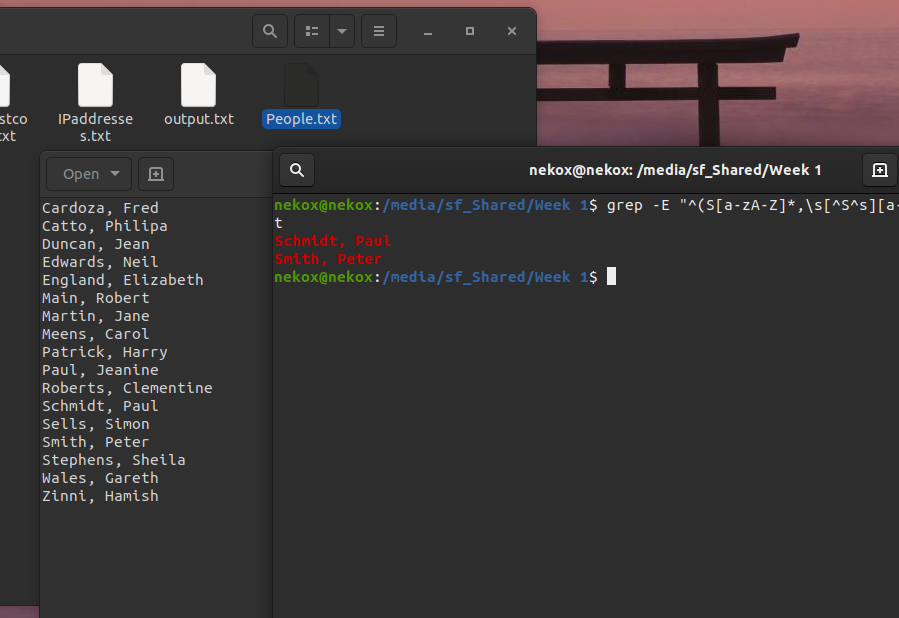 stco
xt
IPaddresse
s.txt
output.txt
People.txt
Open
Cardoza, Fred
Catto, Philipa
Duncan, Jean
Edwards, Neil
England, Elizabeth
Main, Robert
Martin, Jane
Meens, Carol
Patrick, Harry
Paul, Jeanine
Roberts, Clementine
Schmidt, Paul
Sells, Simon
Smith, Peter
Stephens, Sheila
Wales, Gareth
Zinni, Hamish
nekox@nekox: /media/sf_Shared/Week 1
nekox@nekox:/media/sf_Shared/Week 1$ grep -E "^(S[a-zA-Z]*,\s[^S^s][a-
t
Schmidt, Paul
Smith, Peter
nekox@nekox:/media/sf_Shared/Week 1$